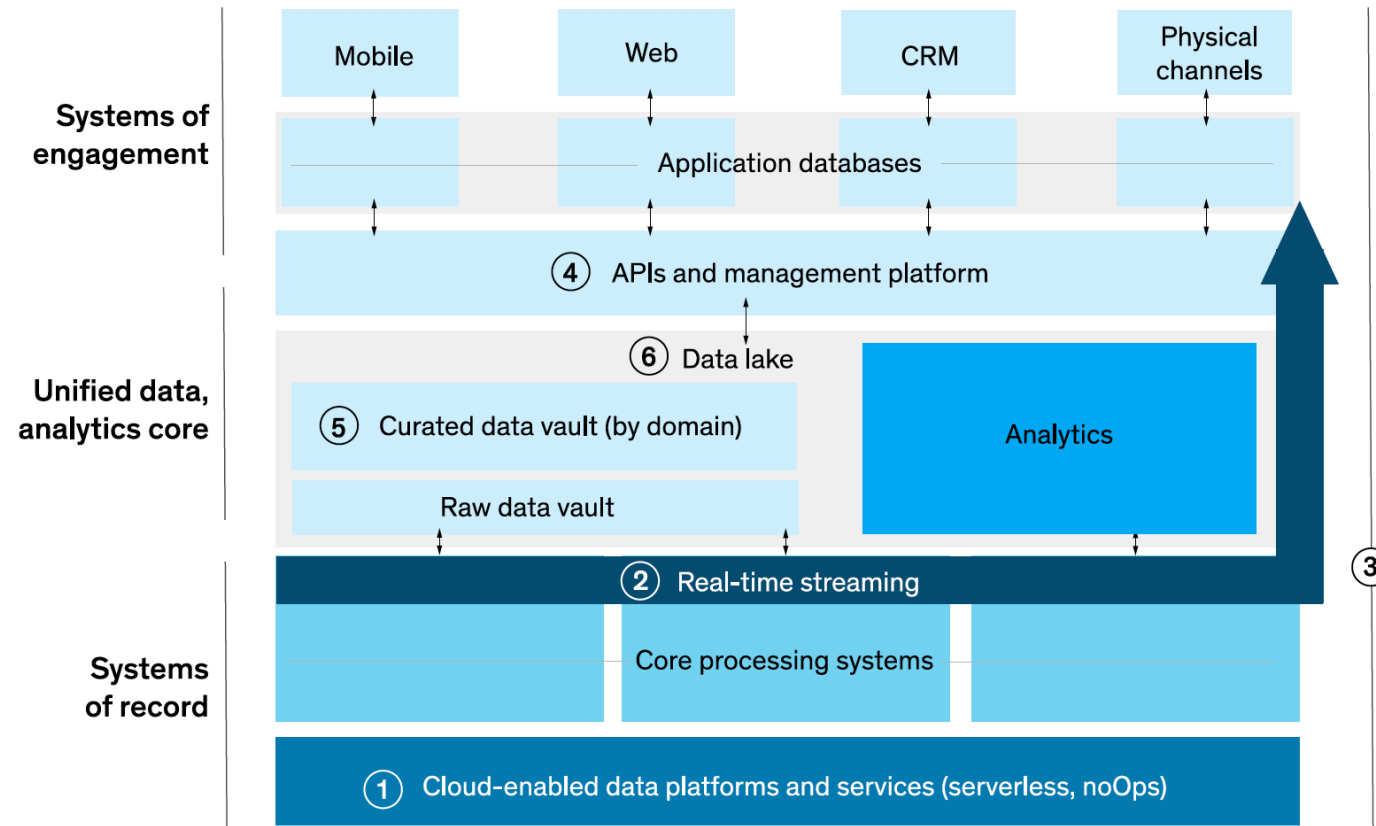 Mobile
Web
CRM
Physical
channels
Systems of
engagement
Application databases
4 APIs and management platform
6 Data lake
Unified data,
analytics core
5 Curated data vault (by domain)
Analytics
Raw data vault
3
2 Real-time streaming
Systems
of record
Core processing systems
1 Cloud-enabled data platforms and services (serverless, noOps)